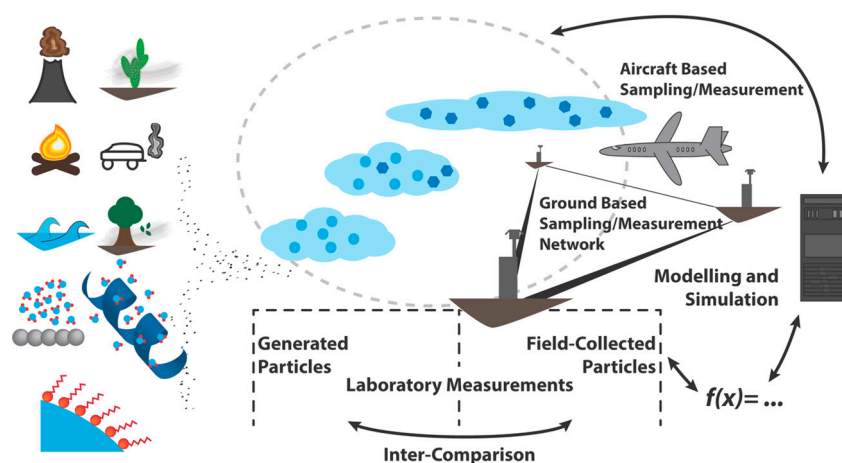 Aircraft Based
Sampling/Measurement
Ground Based
Sampling/Measurement
Network
Modelling and
Simulation
Generated
Particles
Field-Collected
Particles
Laboratory Measurements
f(x)= ...
Inter-Comparison